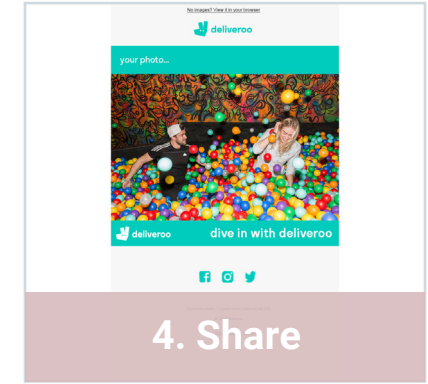 No images? View it in your browser
deliveroo
your photo...
deliveroo
dive in with deliveroo
4. Share